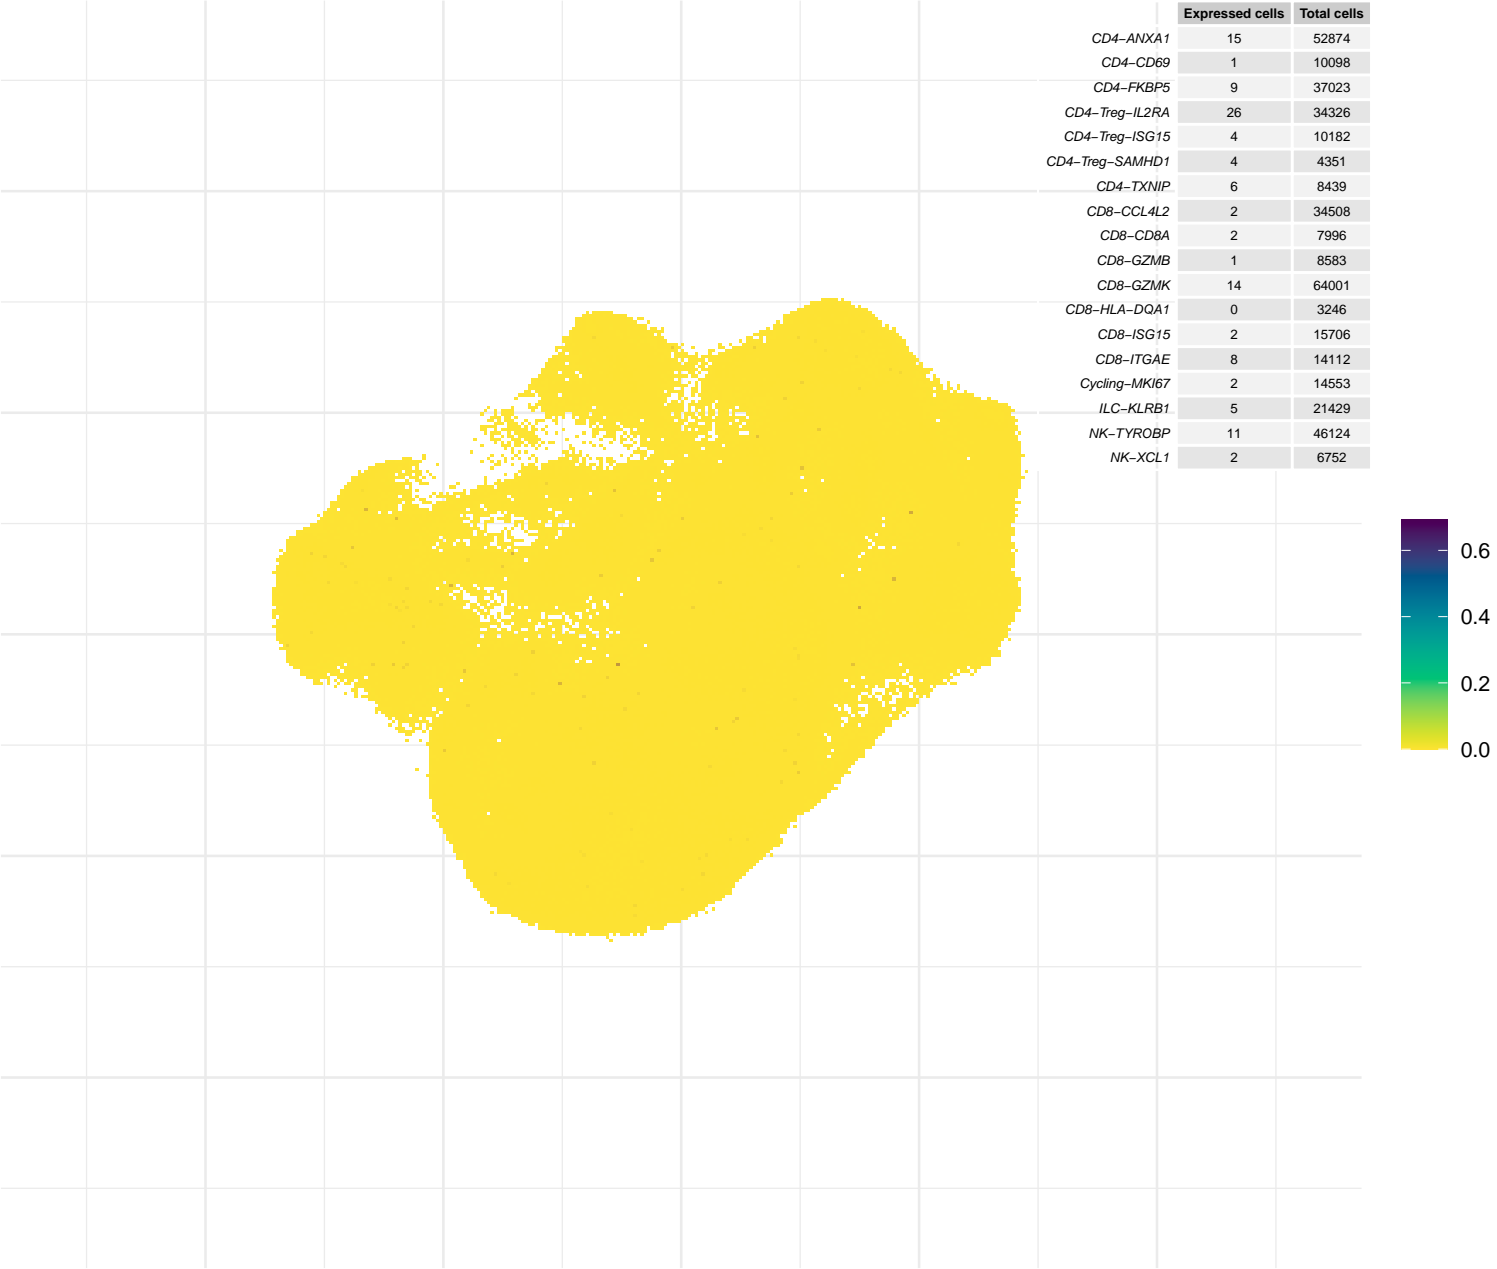 Expressed cells Total cells
CD4−ANXA1 15 52874
CD4−CD69 1 10098
CD4−FKBP5 9 37023
CD4−Treg−IL2RA 26 34326
CD4−Treg−ISG15 4 10182
CD4−Treg−SAMHD1 4 4351
CD4−TXNIP 6 8439
CD8−CCL4L2 2 34508
CD8−CD8A 2 7996
CD8−GZMB 1 8583
CD8−GZMK 14 64001
CD8−HLA−DQA1 0 3246
CD8−ISG15 2 15706
CD8−ITGAE 8 14112
Cycling−MKI67 2 14553
ILC−KLRB1 5 21429
NK−TYROBP 11 46124
NK−XCL1 2 6752
0.6
0.4
0.2
0.0